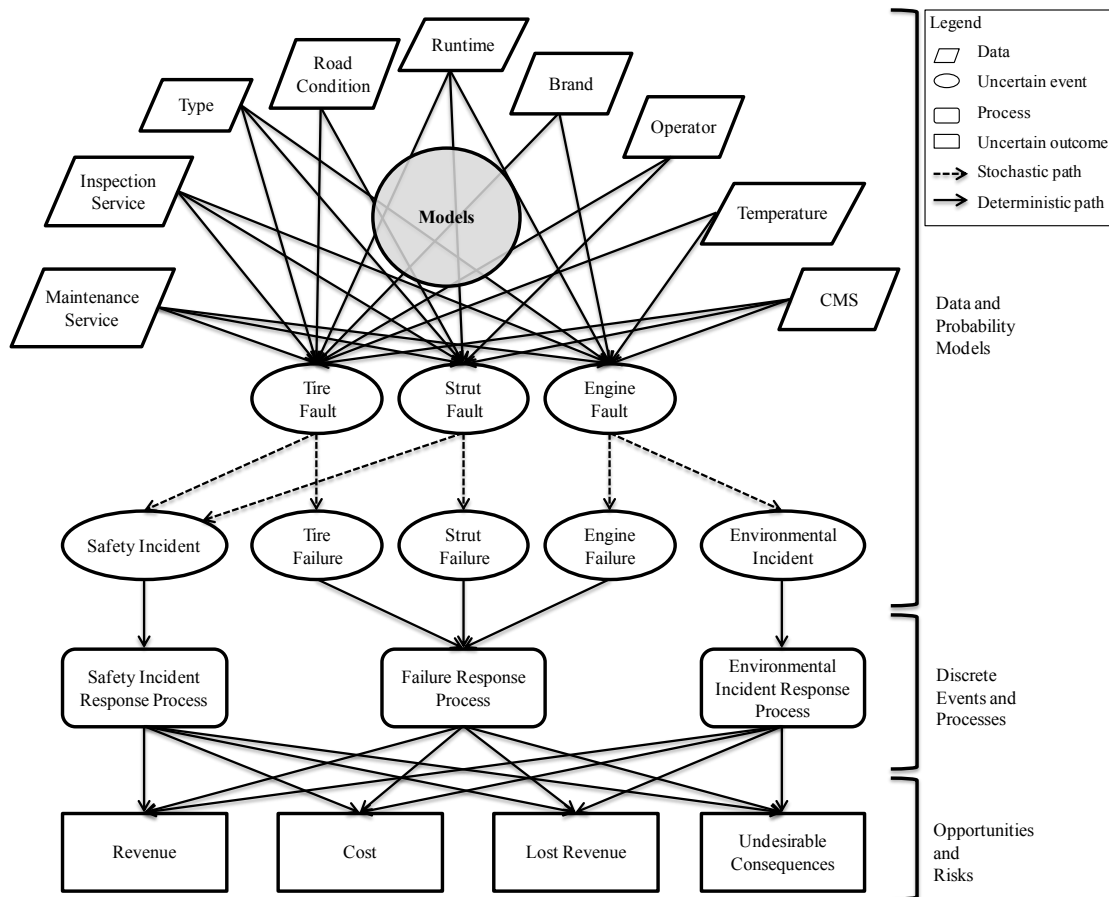 Legend
Data
Uncertain event
Process
Uncertain outcome
Stochastic path
Deterministic path
Runtime
Road
Condition
Brand
Type
Operator
Inspection
Service
Models
Temperature
Maintenance
Service
CMS
Data and
Probability
Models
Tire
Fault
Strut
Fault
Engine
Fault
Safety Incident
Tire
Failure
Strut
Failure
Engine
Failure
Environmental
Incident
Safety Incident
Response Process
Failure Response
Process
Environmental
Incident Response
Process
Discrete
Events and
Processes
Revenue
Cost
Lost Revenue
Undesirable
Consequences
Opportunities
and
Risks